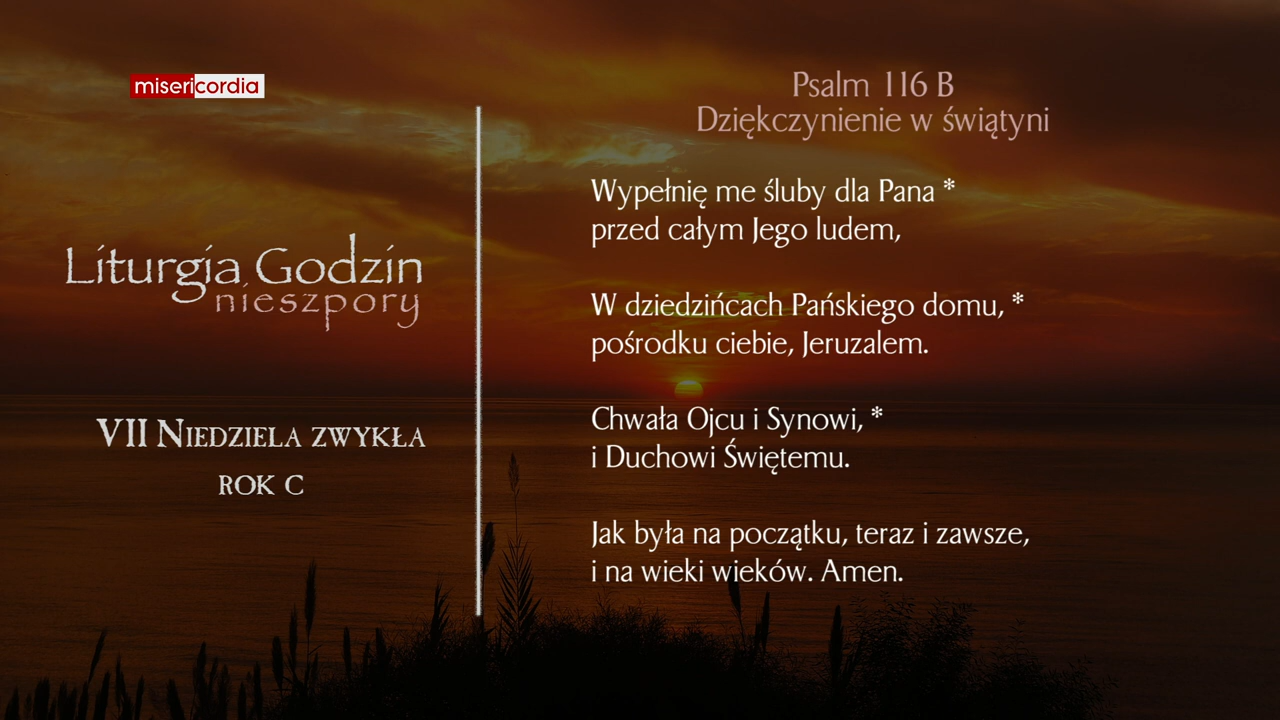 misericordia
Liturgia Godzin
nieszpory
VII Niedziela zwykła
rok C
Psalm 116 B
Dziękczynienie w świątyni
Wypełnię me śluby dla Pana *
przed całym Jego ludem,
W dziedzińcach Pańskiego domu, *
pośrodku ciebie, Jeruzalem.
Chwała Ojcu i Synowi, *
i Duchowi Świętemu.
Jak była na początku, teraz i zawsze,
i na wieki wieków. Amen.